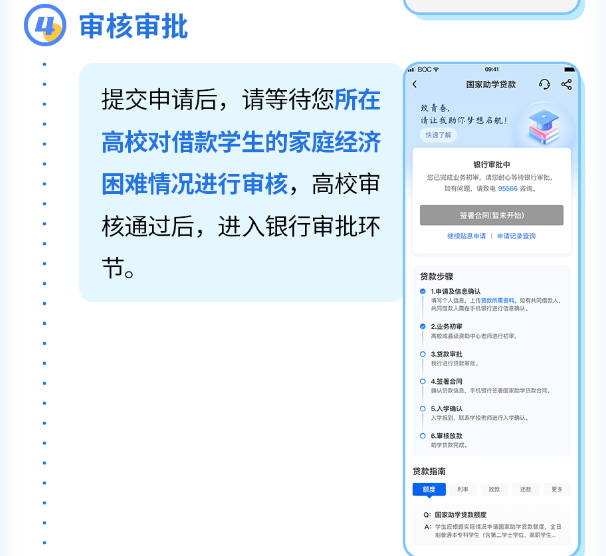 4 审核审批
提交申请后，请等待您所在
高校对借款学生的家庭经济
困难情况进行审核，高校审
核通过后，进入银行审批环
节。
BOC 09:41
国家助学贷款
致青春，
请让我助你梦想启航！
快速了解
银行审批中
您已完成业务初审，请您耐心等待银行审批，
如有问题，请致电 95566 咨询。
签署合同(暂未开始)
继续贴息申请 | 申请记录查询
贷款步骤
1.申请及信息确认
填写个人信息、上传贷款所需资料。如有共同借款人，
共同借款人需在手机银行进行信息确认。
2.业务初审
高校或县级资助中心老师进行初审。
3.贷款审批
我行进行贷款审批。
4.签署合同
确认贷款信息，手机银行签署国家助学贷款合同。
5.入学确认
入学报到，联系学校老师进行入学确认。
6.审核放款
助学贷款完成。
贷款指南
额度 利率 放款 还款 更多
Q： 国家助学贷款额度
A： 学生应根据实际情况申请国家助学贷款额度，全日
制普通本专科学生（含第二学士学位、高职学生...